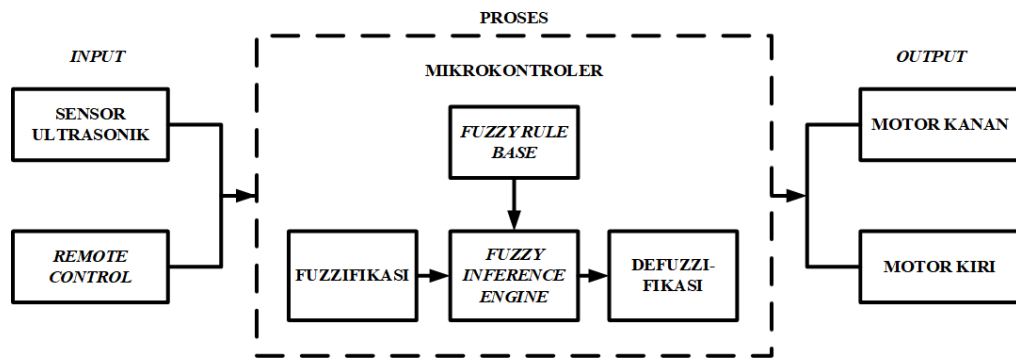 PROSES
INPUT
OUTPUT
MIKROKONTROLER
SENSOR
ULTRASONIK
REMOTE
CONTROL
FUZZY RULE
BASE
FUZZIFIKASI
FUZZY
INFERENCE
ENGINE
DEFUZZI-
FIKASI
MOTOR KANAN
MOTOR KIRI